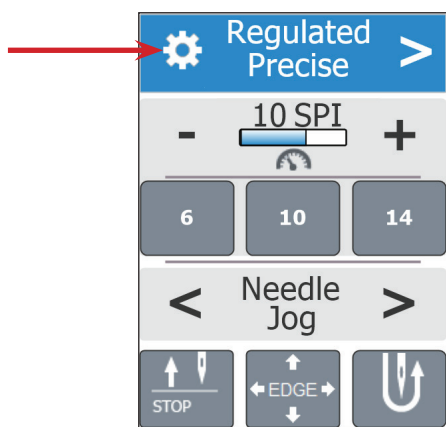 Regulated
Precise
>
10 SPI
- +
6 10 14
< Needle >
Jog
STOP
EDGE